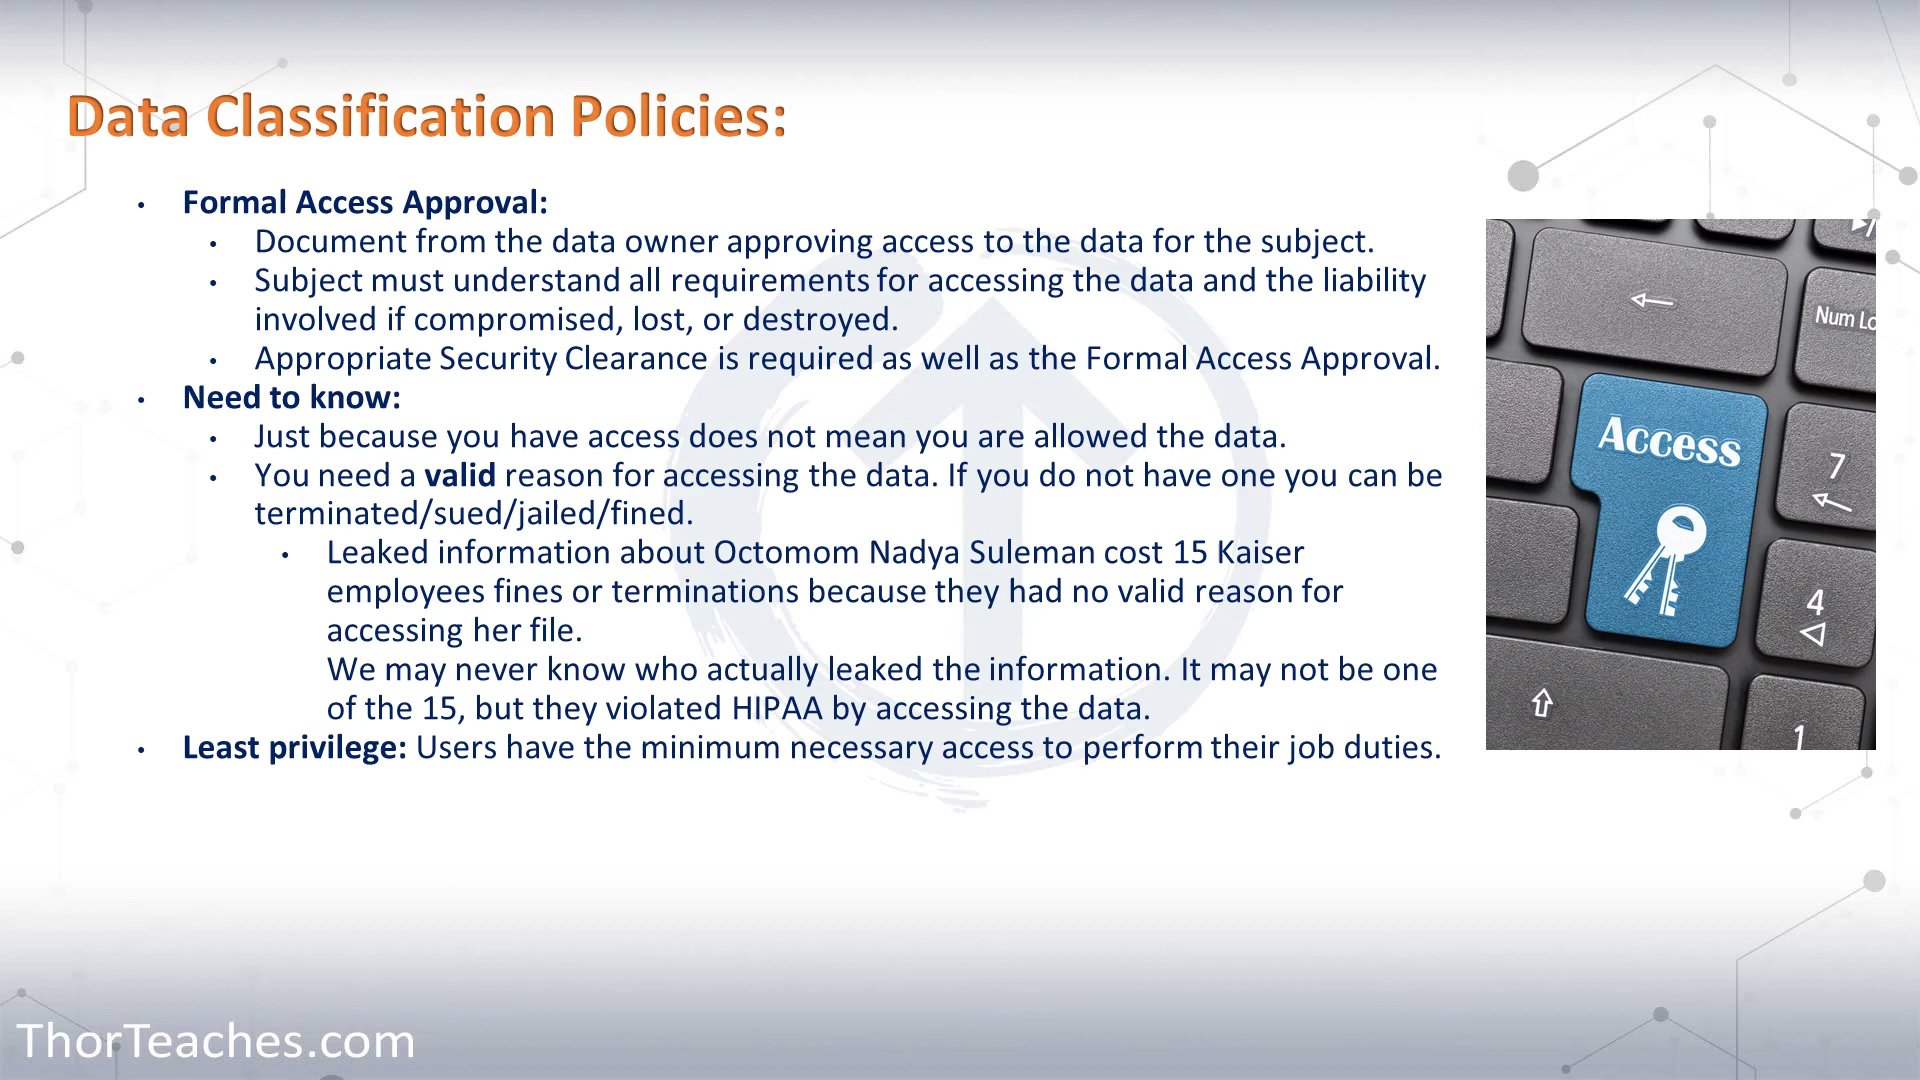 Data Classification Policies:
• Formal Access Approval:
• Document from the data owner approving access to the data for the subject.
• Subject must understand all requirements for accessing the data and the liability
involved if compromised, lost, or destroyed.
• Appropriate Security Clearance is required as well as the Formal Access Approval.
• Need to know:
• Just because you have access does not mean you are allowed the data.
• You need a valid reason for accessing the data. If you do not have one you can be
terminated/sued/jailed/fined.
• Leaked information about Octomom Nadya Suleman cost 15 Kaiser
employees fines or terminations because they had no valid reason for
accessing her file.
We may never know who actually leaked the information. It may not be one
of the 15, but they violated HIPAA by accessing the data.
• Least privilege: Users have the minimum necessary access to perform their job duties.
Num Lo
Access
7
4
1
ThorTeaches.com